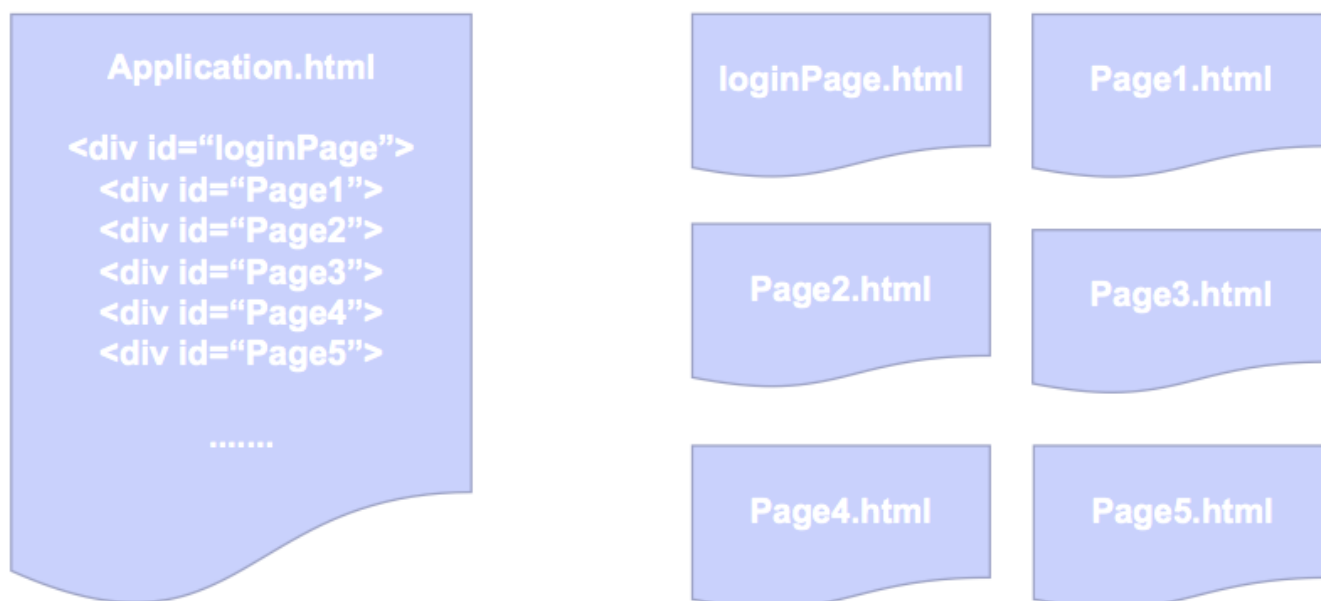 Application.html
<div id=“loginPage”>
<div id=“Page1”>
<div id=“Page2”>
<div id=“Page3”>
<div id=“Page4”>
<div id=“Page5”>
.......
loginPage.html
Page1.html
Page2.html
Page3.html
Page4.html
Page5.html